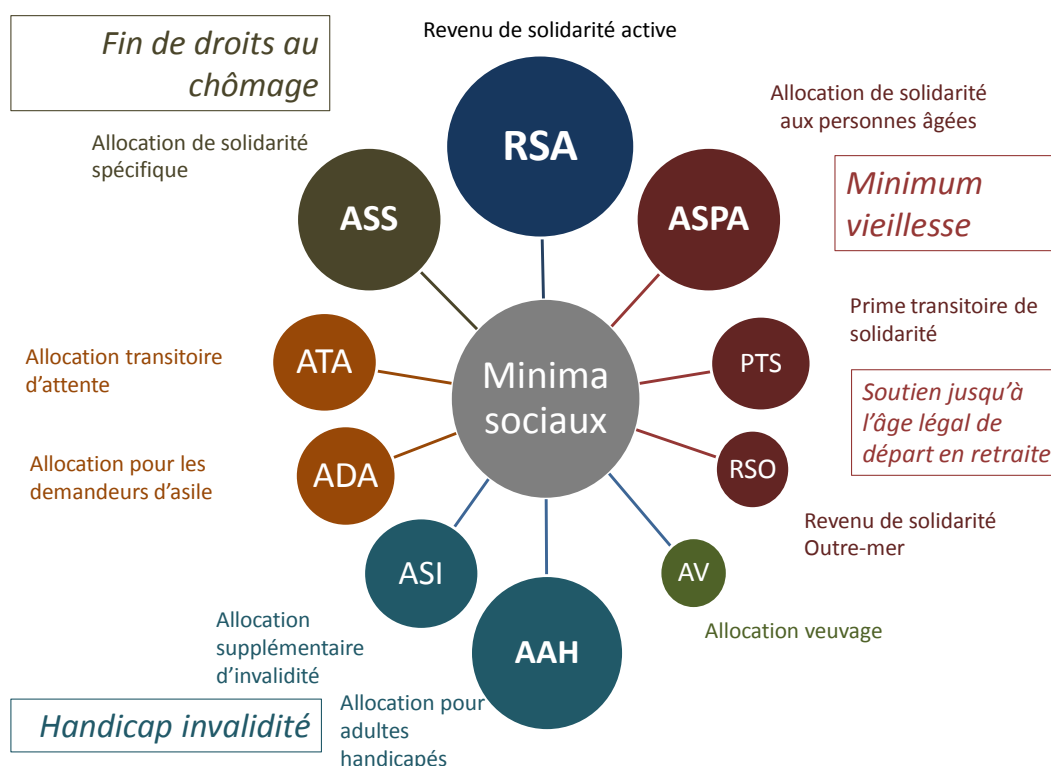 Revenu de solidarité active
Fin de droits au
chômage
RSA
Allocation de solidarité
aux personnes âgées
Allocation de solidarité
spécifique
ASS
ASPA
Minimum
vieillesse
Prime transitoire de
solidarité
PTS
Allocation transitoire
d'attente
ATA
Minima
sociaux
Soutien jusqu'à
l'âge légal de
départ en retraite
Allocation pour les
demandeurs d'asile
ADA
RSO
Revenu de solidarité
Outre-mer
ASI
AV
Allocation veuvage
Allocation
supplémentaire
d'invalidité
AAH
Handicap invalidité
Allocation pour
adultes
handicapés